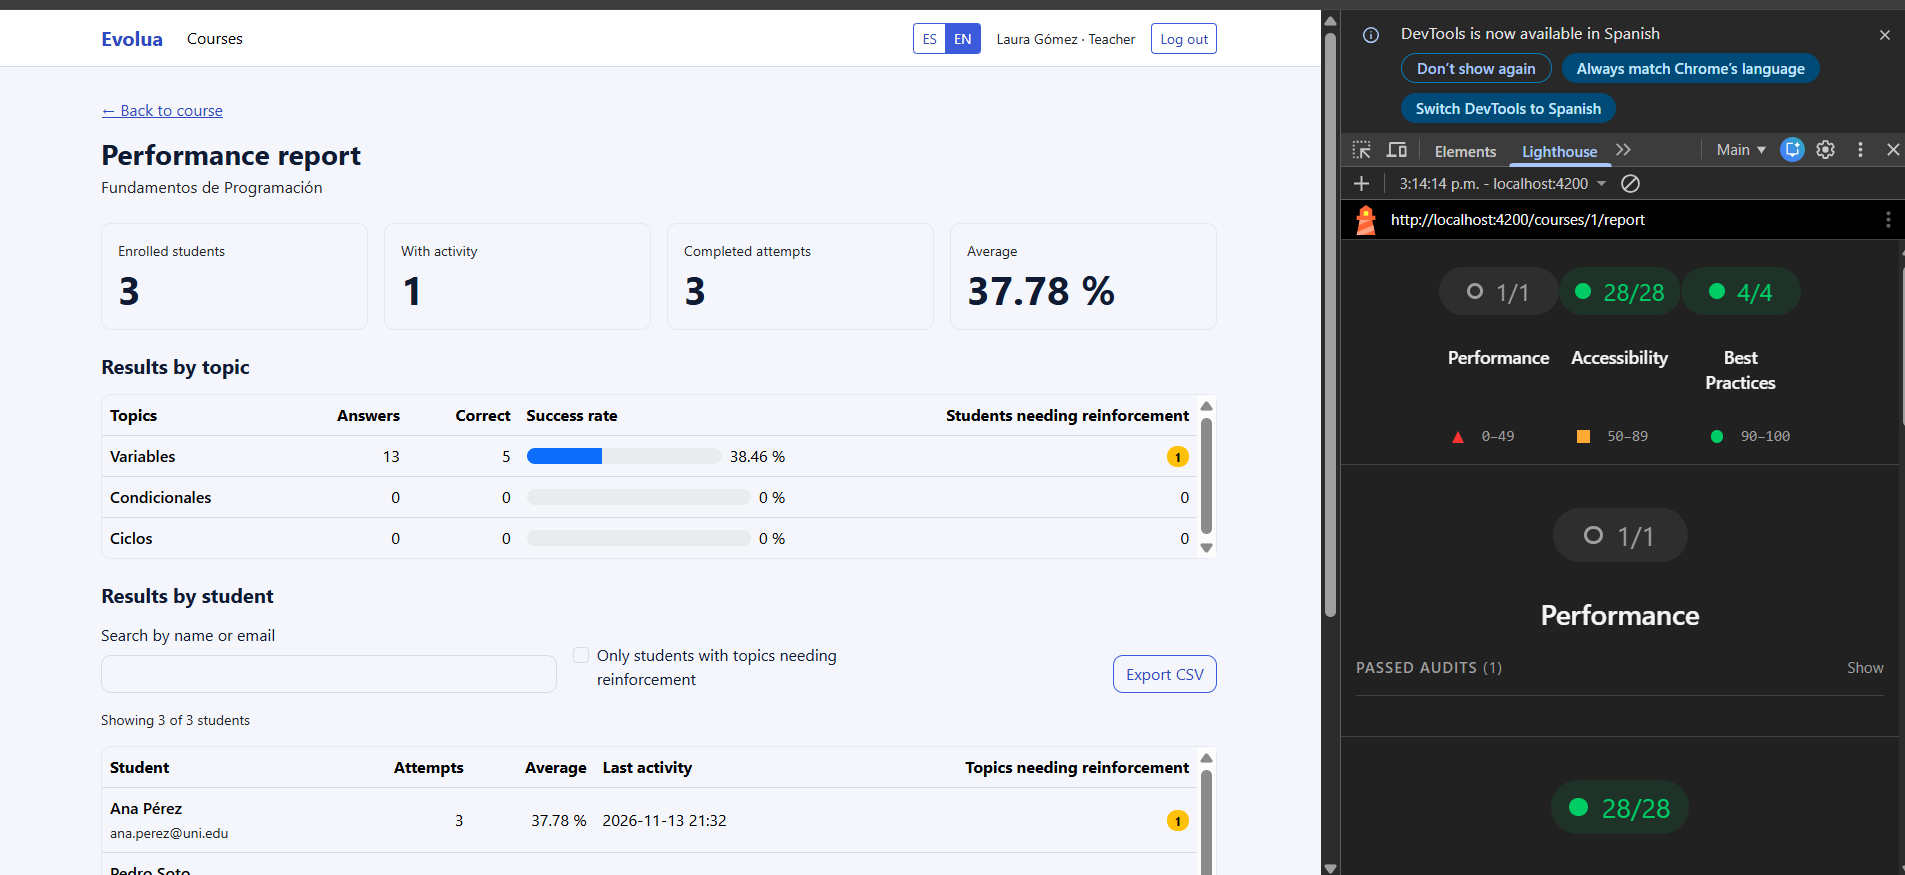 Evolua
Courses
ES
EN
Laura Gómez · Teacher
Log out
← Back to course
Performance report
Fundamentos de Programación
Enrolled students
3
With activity
1
Completed attempts
3
Average
37.78 %
Results by topic
Topics Answers Correct Success rate Students needing reinforcement
Variables 13 5 38.46 % 1
Condicionales 0 0 0 % 0
Ciclos 0 0 0 % 0
Results by student
Search by name or email
Only students with topics needing
reinforcement
Export CSV
Showing 3 of 3 students
Student Attempts Average Last activity Topics needing reinforcement
Ana Pérez
ana.perez@uni.edu
3 37.78 % 2026-11-13 21:32 1
Pedro Soto
DevTools is now available in Spanish
Don't show again
Always match Chrome's language
Switch DevTools to Spanish
Elements
Lighthouse
Main
3:14:14 p.m. - localhost:4200
http://localhost:4200/courses/1/report
1/1
28/28
4/4
Performance
Accessibility
Best
Practices
0–49
50–89
90–100
1/1
Performance
PASSED AUDITS (1)
Show
28/28